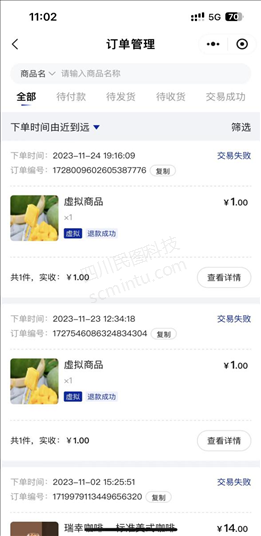 11:02
5G 70
订单管理
商品名 请输入商品名称
全部 待付款 待发货 待收货 交易成功
下单时间由近到远 筛选
下单时间：2023-11-24 19:16:09 交易失败
订单编号：1728009602605387776 复制
虚拟商品 ¥1.00
×1
虚拟 退款成功
共1件，实收：¥1.00 查看详情
四川民图科技
scmintu.com
下单时间：2023-11-23 12:34:18 交易失败
订单编号：1727546086324834304 复制
虚拟商品 ¥1.00
×1
虚拟 退款成功
共1件，实收：¥1.00 查看详情
下单时间：2023-11-02 15:25:51 交易失败
订单编号：1719979113449656320 复制
瑞幸咖啡 — 标准美式咖啡 ¥14.00